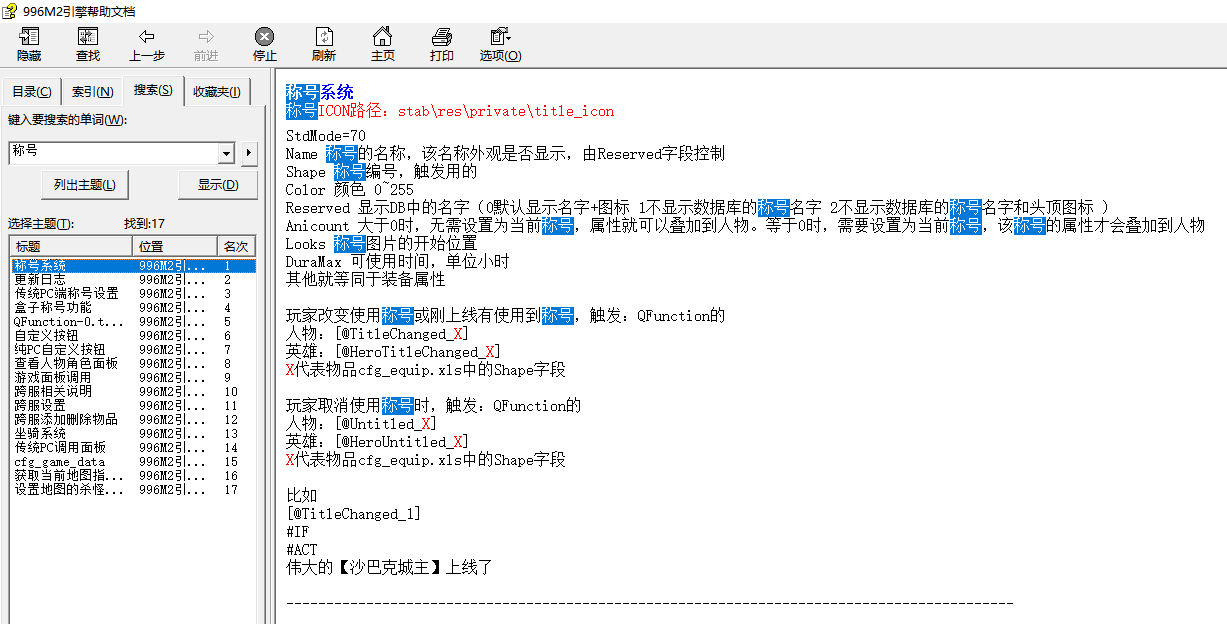 996M2引擎帮助文档
隐藏 查找 上一步 前进 停止 刷新 主页 打印 选项(O)
目录(C) 索引(N) 搜索(S) 收藏夹(I)
键入要搜索的单词(W):
称号
列出主题(L) 显示(D)
选择主题(T): 找到:17
标题 位置 名次
称号系统 996M2引... 1
更新日志 996M2引... 2
传统PC端称号设置 996M2引... 3
盒子称号功能 996M2引... 4
QFunction-0.t... 996M2引... 5
自定义按钮 996M2引... 6
纯PC自定义按钮 996M2引... 7
查看人物角色面板 996M2引... 8
游戏面板调用 996M2引... 9
跨服相关说明 996M2引... 10
跨服设置 996M2引... 11
跨服添加删除物品 996M2引... 12
坐骑系统 996M2引... 13
传统PC调用面板 996M2引... 14
cfg_game_data 996M2引... 15
获取当前地图指... 996M2引... 16
设置地图的杀怪... 996M2引... 17
称号系统
称号ICON路径: stab\res\private\title_icon
StdMode=70
Name 称号的名称，该名称外观是否显示，由Reserved字段控制
Shape 称号编号，触发用的
Color 颜色 0~255
Reserved 显示DB中的名字（0默认显示名字+图标 1不显示数据库的称号名字 2不显示数据库的称号名字和头顶图标 ）
Anicount 大于0时，无需设置为当前称号，属性就可以叠加到人物。等于0时，需要设置为当前称号，该称号的属性才会叠加到人物
Looks 称号图片的开始位置
DuraMax 可使用时间，单位小时
其他就等同于装备属性
玩家改变使用称号或刚上线有使用到称号，触发：QFunction的
人物：[@TitleChanged_X]
英雄：[@HeroTitleChanged_X]
X代表物品cfg_equip.xls中的Shape字段
玩家取消使用称号时，触发：QFunction的
人物：[@Untitled_X]
英雄：[@HeroUntitled_X]
X代表物品cfg_equip.xls中的Shape字段
比如
[@TitleChanged_1]
#IF
#ACT
伟大的【沙巴克城主】上线了
-------------------------------------------------------------------------------------------